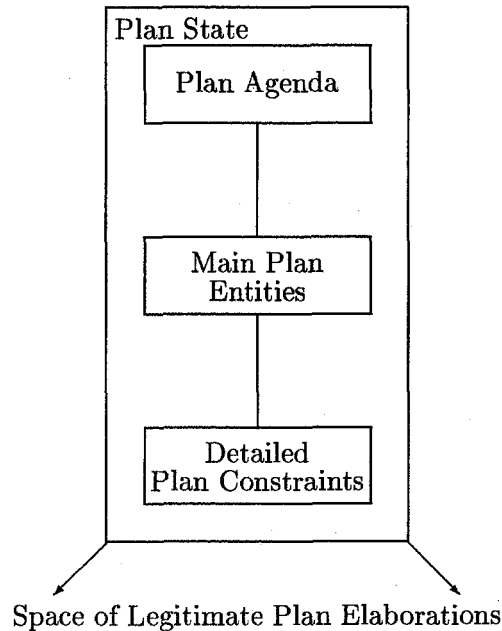 Plan State
Plan Agenda
Main Plan
Entities
Detailed
Plan Constraints
Space of Legitimate Plan Elaborations